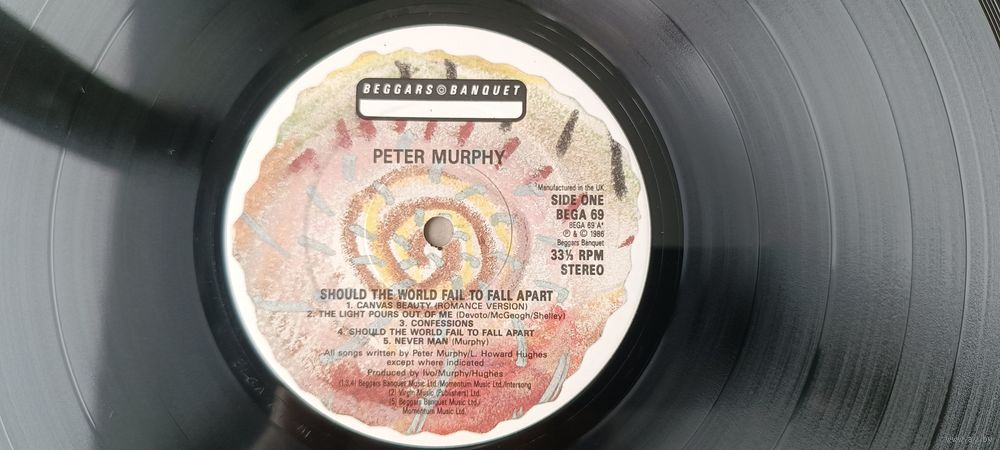 BEGGARS BANQUET
PETER MURPHY
Manufactured in the UK
SIDE ONE
BEGA 69
BEGA 69 A*
Ⓟ & © 1986
Beggars Banquet
33⅓ RPM
STEREO
SHOULD THE WORLD FAIL TO FALL APART
1. CANVAS BEAUTY (ROMANCE VERSION)
2. THE LIGHT POURS OUT OF ME (Devoto/McGeogh/Shelley)
3. CONFESSIONS
4. SHOULD THE WORLD FAIL TO FALL APART
5. NEVER MAN (Murphy)
All songs written by Peter Murphy/L. Howard Hughes
except where indicated
Produced by Ivo/Murphy/Hughes
(1,3,4) Beggars Banquet Music Ltd./Momentum Music Ltd./Intersong
(2) Virgin Music (Publishers) Ltd.
(5) Beggars Banquet Music Ltd./
Momentum Music Ltd.